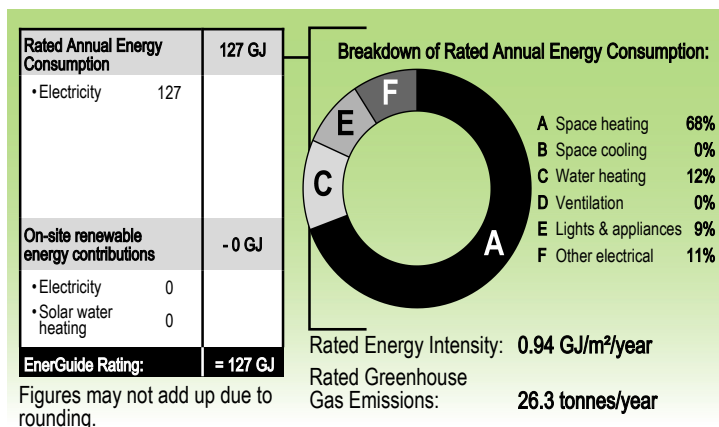 Rated Annual Energy Consumption 127 GJ
• Electricity 127
On-site renewable energy contributions - 0 GJ
• Electricity 0
• Solar water heating 0
EnerGuide Rating: = 127 GJ
Figures may not add up due to
rounding.
Breakdown of Rated Annual Energy Consumption:
F
E
C
A
A Space heating 68%
B Space cooling 0%
C Water heating 12%
D Ventilation 0%
E Lights & appliances 9%
F Other electrical 11%
Rated Energy Intensity: 0.94 GJ/m²/year
Rated Greenhouse
Gas Emissions: 26.3 tonnes/year